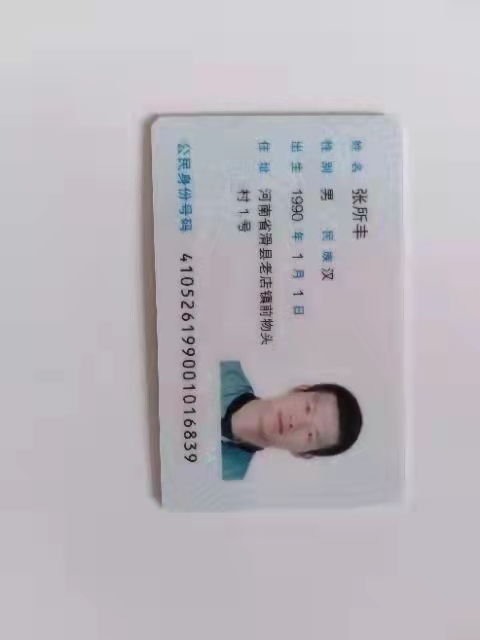 姓名 张所丰
性别 男 民族 汉
出生 1990 年 1 月 1 日
住址 河南省滑县老店镇前物头
村1号
公民身份号码 410526199001016839